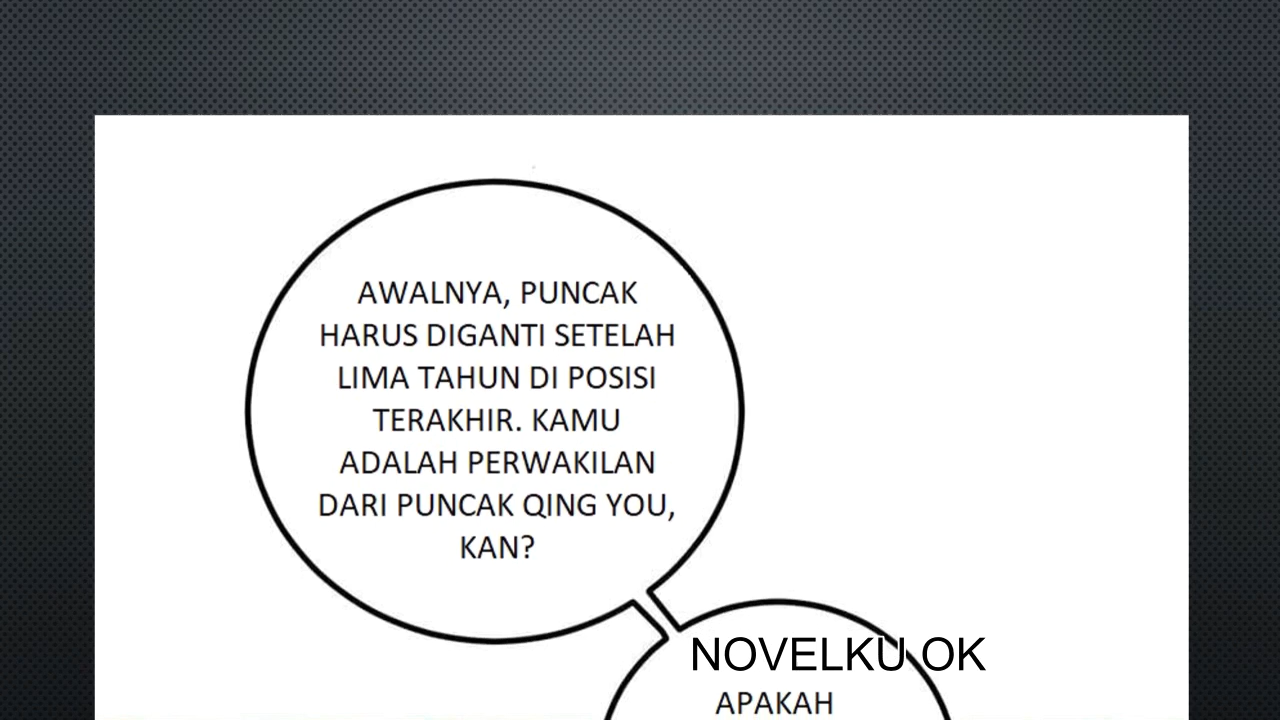 AWALNYA, PUNCAK
HARUS DIGANTI SETELAH
LIMA TAHUN DI POSISI
TERAKHIR. KAMU
ADALAH PERWAKILAN
DARI PUNCAK QING YOU,
KAN?
NOVELKU OK
APAKAH